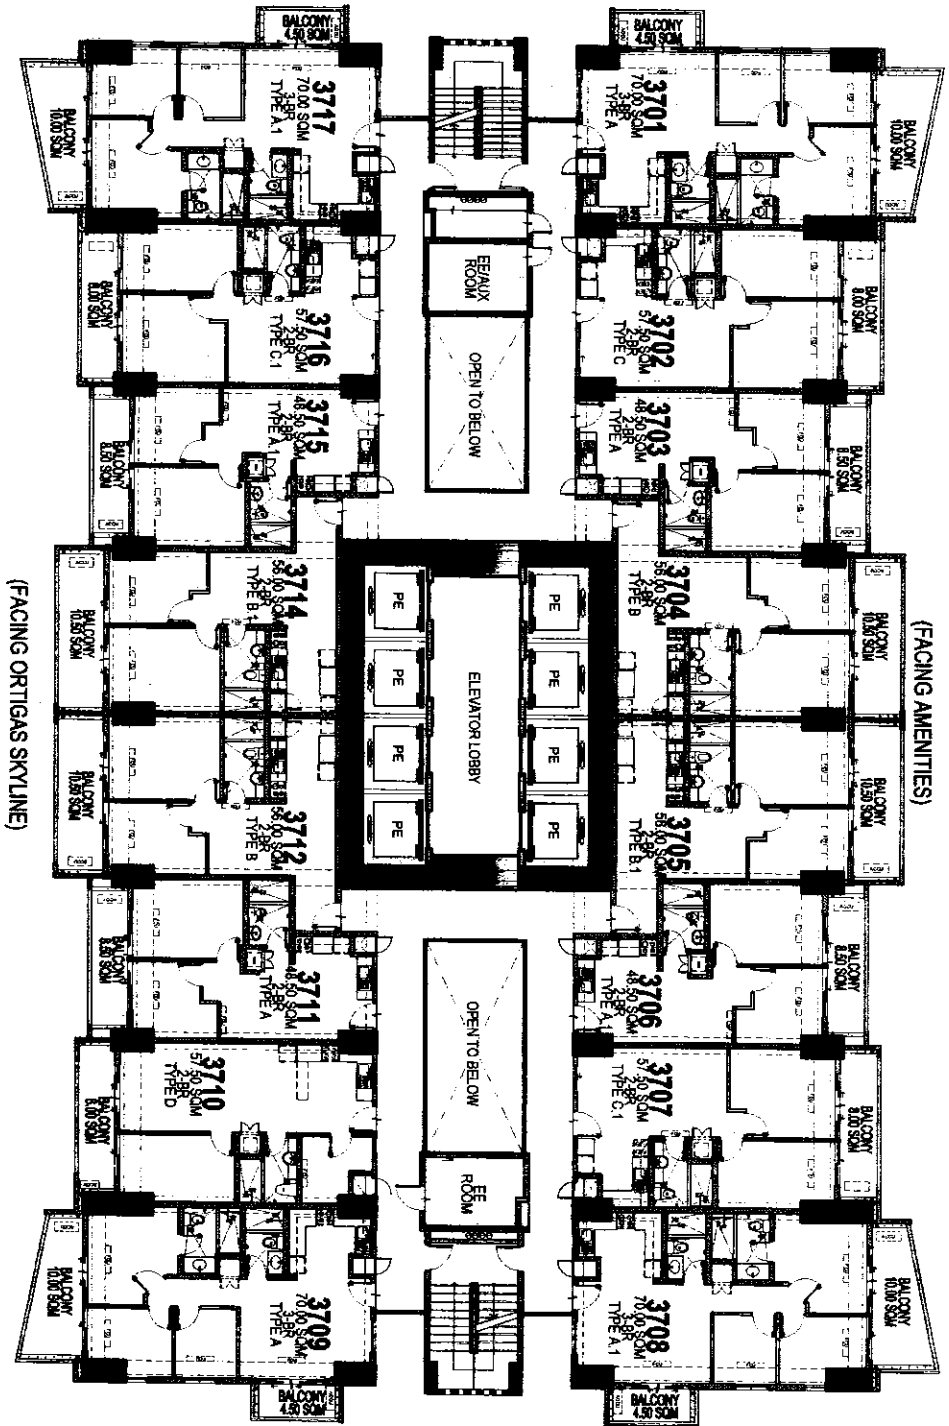 BALCONY
4.50 SQM
BALCONY
4.50 SQM
BALCONY
10.00 SQM
3717
70.00 SQM
3-BR
TYPE A.1
3701
70.00 SQM
3-BR
TYPE A
BALCONY
10.00 SQM
BALCONY
8.00 SQM
3716
57.50 SQM
2-BR
TYPE C.1
EE/AUX
ROOM
3702
57.50 SQM
2-BR
TYPE C
BALCONY
8.00 SQM
BALCONY
8.50 SQM
3715
48.50 SQM
2-BR
TYPE A.1
OPEN TO BELOW
3703
48.50 SQM
2-BR
TYPE A
BALCONY
8.50 SQM
BALCONY
10.50 SQM
3714
56.00 SQM
2-BR
TYPE B.1
PE
PE
3704
56.00 SQM
2-BR
TYPE B
BALCONY
10.50 SQM
(FACING ORTIGAS SKYLINE)
PE
ELEVATOR LOBBY
PE
(FACING AMENITIES)
BALCONY
10.50 SQM
3712
56.00 SQM
2-BR
TYPE B
PE
PE
PE
PE
3705
56.00 SQM
2-BR
TYPE B.1
BALCONY
10.50 SQM
BALCONY
8.50 SQM
3711
48.50 SQM
2-BR
TYPE A
OPEN TO BELOW
3706
48.50 SQM
2-BR
TYPE A.1
BALCONY
8.50 SQM
BALCONY
8.00 SQM
3710
57.50 SQM
2-BR
TYPE D
3707
57.50 SQM
2-BR
TYPE C.1
BALCONY
8.00 SQM
EE
ROOM
BALCONY
10.00 SQM
3709
70.00 SQM
3-BR
TYPE A
3708
70.00 SQM
3-BR
TYPE A.1
BALCONY
10.00 SQM
BALCONY
4.50 SQM
BALCONY
4.50 SQM